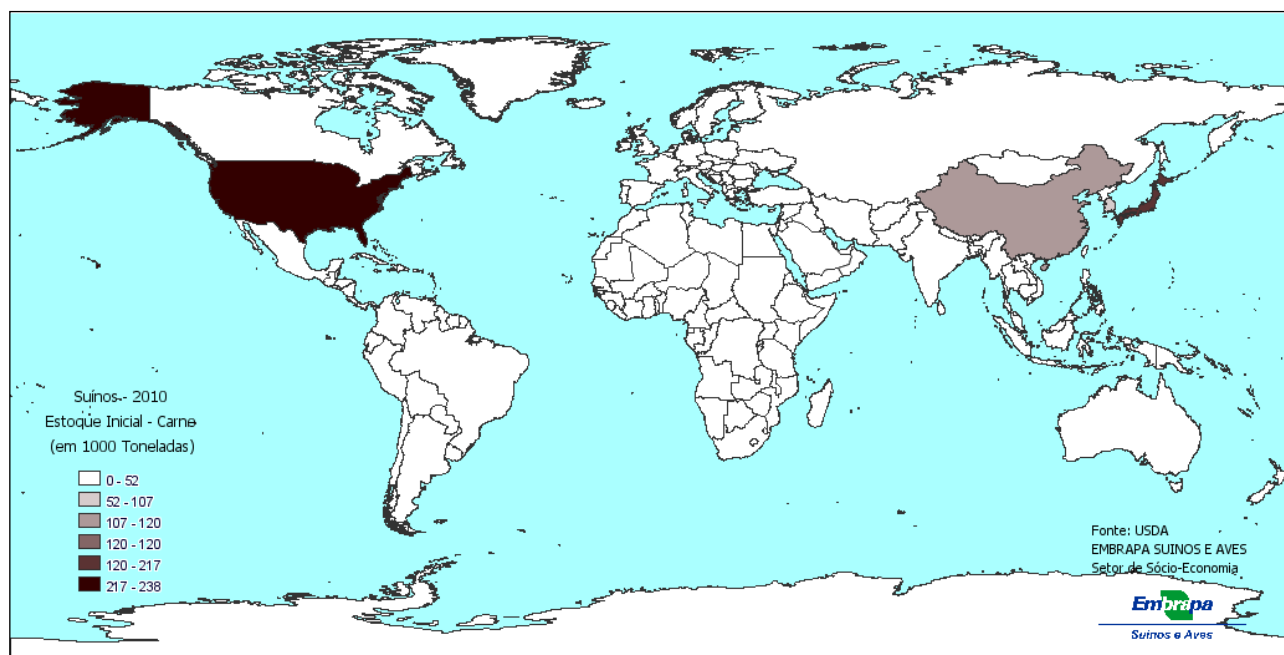 Suínos - 2010
Estoque Inicial - Carne
(em 1000 Toneladas)
0 - 52
52 - 107
107 - 120
120 - 120
120 - 217
217 - 238
Fonte: USDA
EMBRAPA SUINOS E AVES
Setor de Sócio-Economia
Embrapa
Suínos e Aves